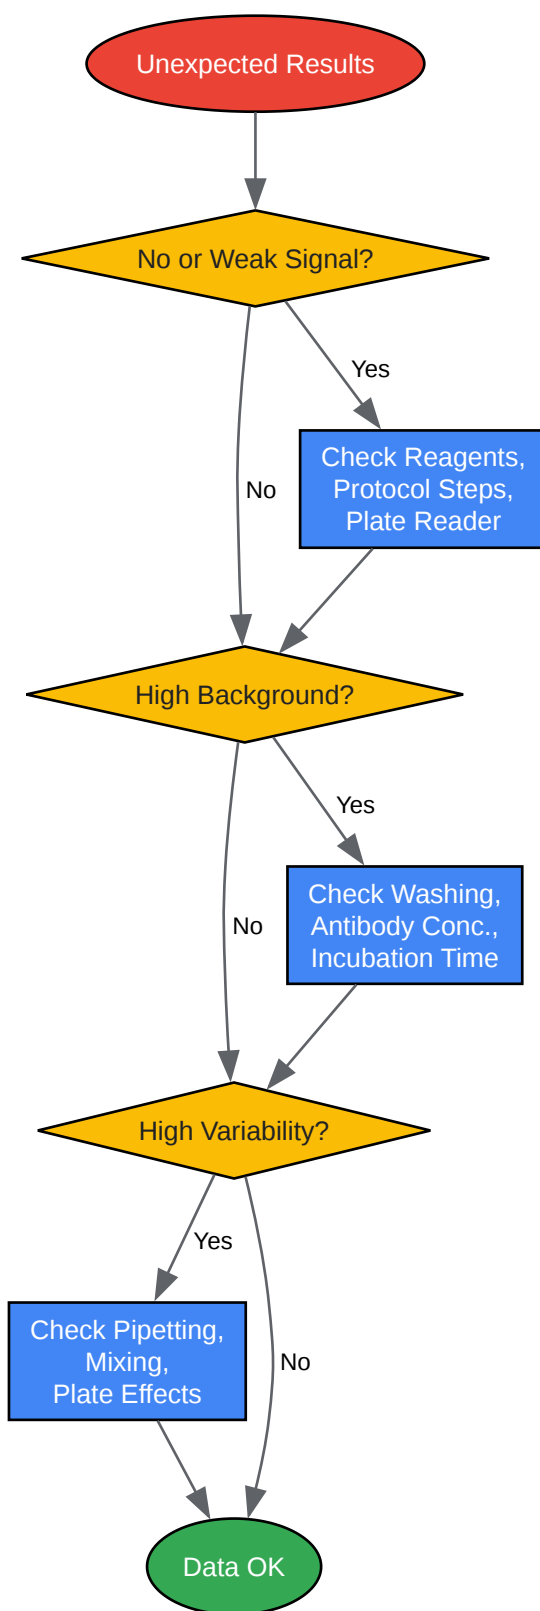 Unexpected Results
No or Weak Signal?
Yes
Check Reagents,
Protocol Steps,
Plate Reader
No
High Background?
Yes
Check Washing,
Antibody Conc.,
Incubation Time
No
High Variability?
Yes
Check Pipetting,
Mixing,
Plate Effects
No
Data OK